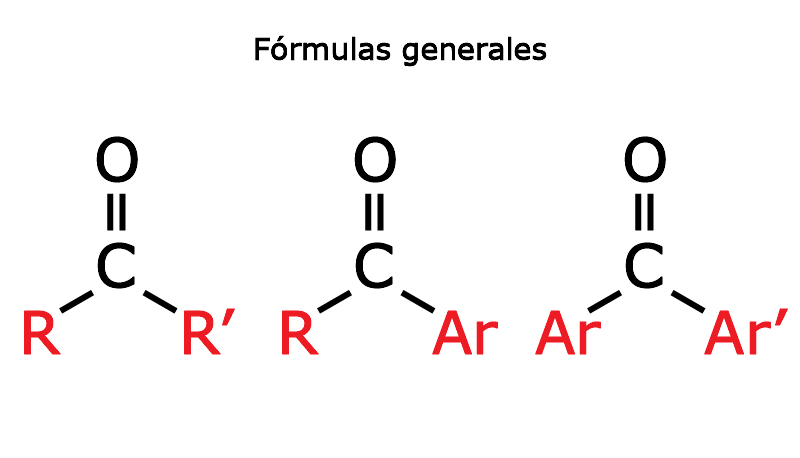 Fórmulas generales
O O O
C C C
R R′ R Ar Ar Ar′